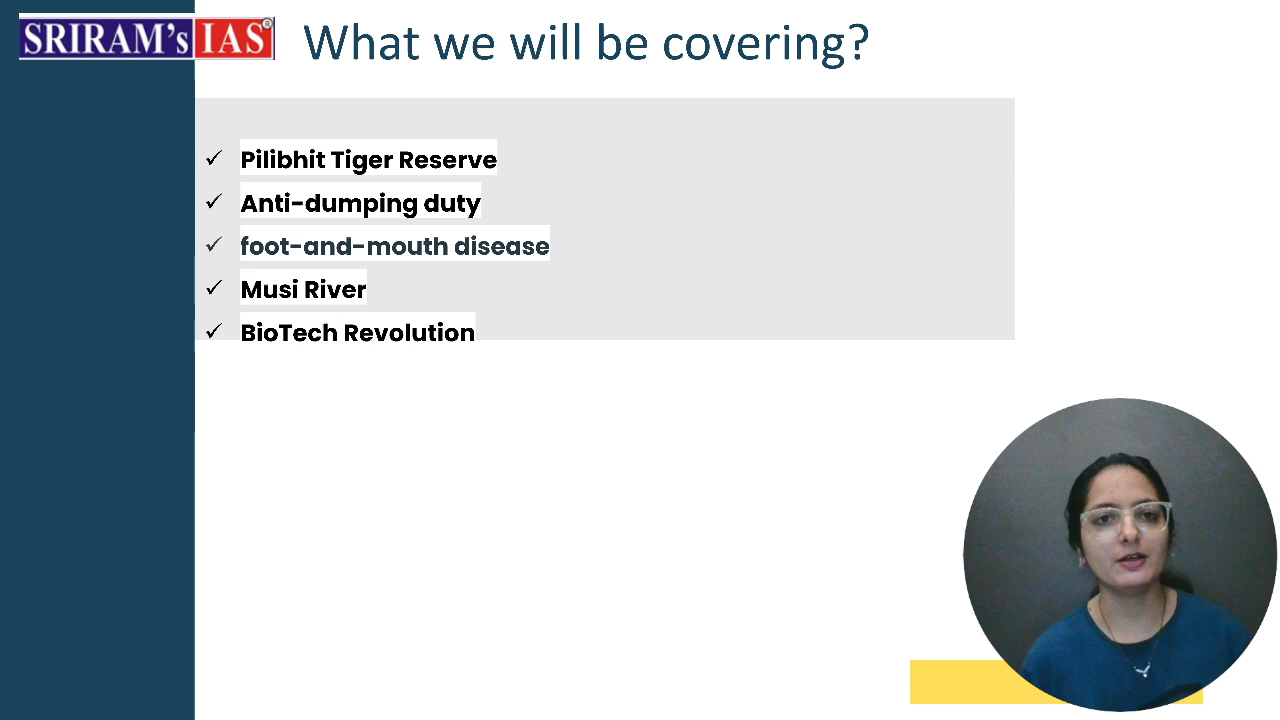 SRIRAM's IAS®
What we will be covering?
✓ Pilibhit Tiger Reserve
✓ Anti-dumping duty
✓ foot-and-mouth disease
✓ Musi River
✓ BioTech Revolution